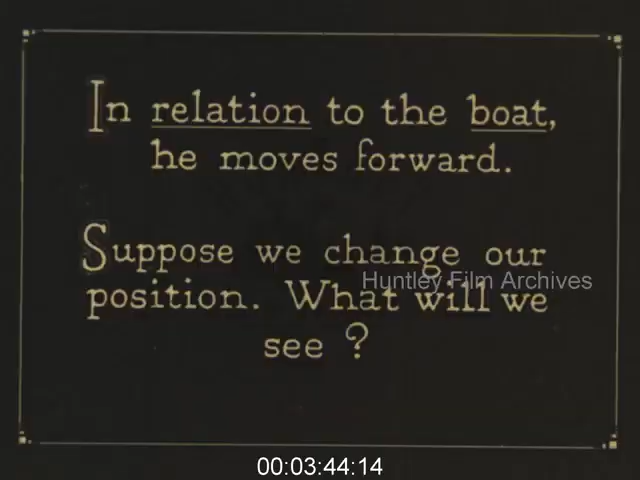 In relation to the boat,
he moves forward.
Suppose we change our
Huntley Film Archives
position. What will we
see ?
00:03:44:14